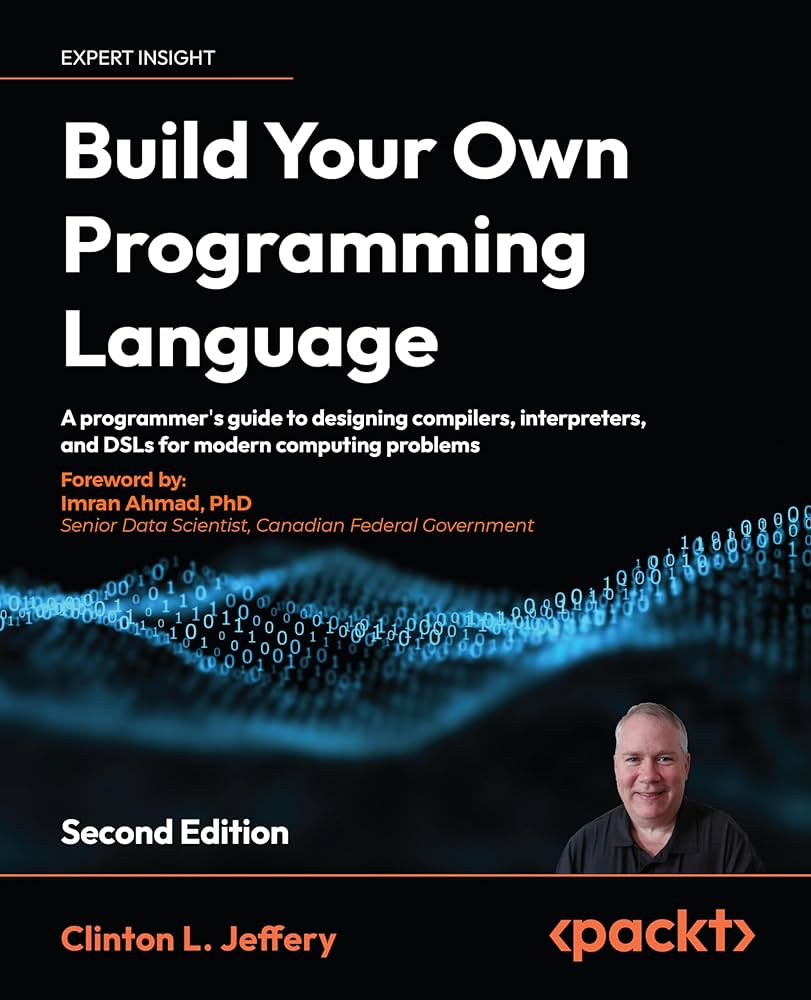 EXPERT INSIGHT
Build Your Own
Programming
Language
A programmer's guide to designing compilers, interpreters,
and DSLs for modern computing problems
Foreword by:
Imran Ahmad, PhD
Senior Data Scientist, Canadian Federal Government
Second Edition
Clinton L. Jeffery
<packt>